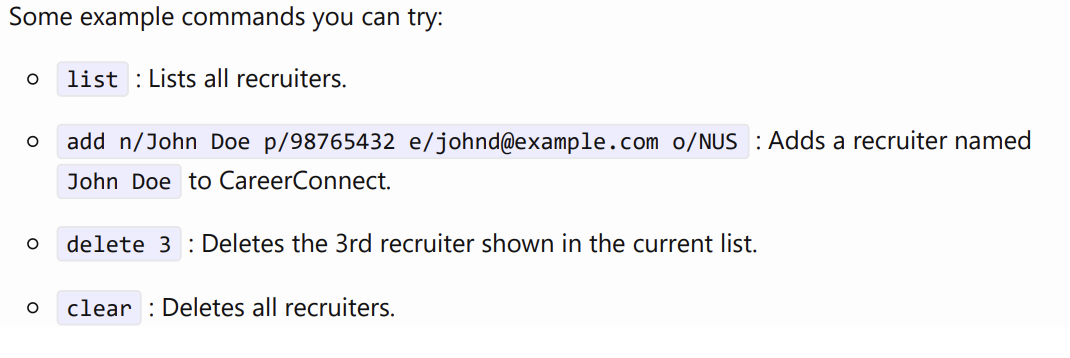 Some example commands you can try:
list : Lists all recruiters.
add n/John Doe p/98765432 e/johnd@example.com o/NUS : Adds a recruiter named
John Doe to CareerConnect.
delete 3 : Deletes the 3rd recruiter shown in the current list.
clear : Deletes all recruiters.